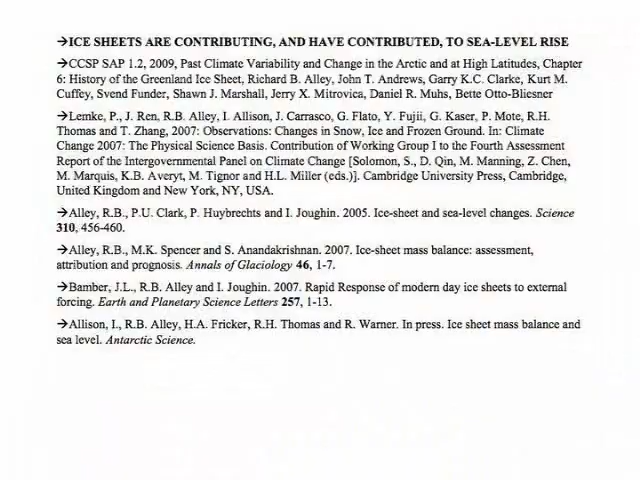 →ICE SHEETS ARE CONTRIBUTING, AND HAVE CONTRIBUTED, TO SEA-LEVEL RISE
→CCSP SAP 1.2, 2009, Past Climate Variability and Change in the Arctic and at High Latitudes, Chapter
6: History of the Greenland Ice Sheet, Richard B. Alley, John T. Andrews, Garry K.C. Clarke, Kurt M.
Cuffey, Svend Funder, Shawn J. Marshall, Jerry X. Mitrovica, Daniel R. Muhs, Bette Otto-Bliesner
→Lemke, P., J. Ren, R.B. Alley, I. Allison, J. Carrasco, G. Flato, Y. Fujii, G. Kaser, P. Mote, R.H.
Thomas and T. Zhang, 2007: Observations: Changes in Snow, Ice and Frozen Ground. In: Climate
Change 2007: The Physical Science Basis. Contribution of Working Group I to the Fourth Assessment
Report of the Intergovernmental Panel on Climate Change [Solomon, S., D. Qin, M. Manning, Z. Chen,
M. Marquis, K.B. Averyt, M. Tignor and H.L. Miller (eds.)]. Cambridge University Press, Cambridge,
United Kingdom and New York, NY, USA.
→Alley, R.B., P.U. Clark, P. Huybrechts and I. Joughin. 2005. Ice-sheet and sea-level changes. Science
310, 456-460.
→Alley, R.B., M.K. Spencer and S. Anandakrishnan. 2007. Ice-sheet mass balance: assessment,
attribution and prognosis. Annals of Glaciology 46, 1-7.
→Bamber, J.L., R.B. Alley and I. Joughin. 2007. Rapid Response of modern day ice sheets to external
forcing. Earth and Planetary Science Letters 257, 1-13.
→Allison, I., R.B. Alley, H.A. Fricker, R.H. Thomas and R. Warner. In press. Ice sheet mass balance and
sea level. Antarctic Science.